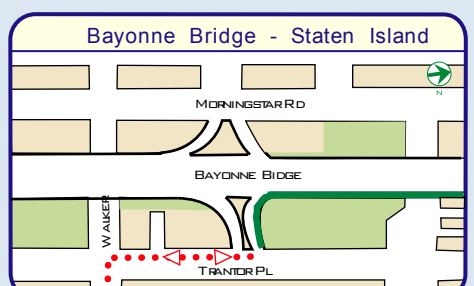 Bayonne Bridge - Staten Island
N
MORNINGSTAR RD
BAYONNE BIDGE
WALKER
TRANTOR PL